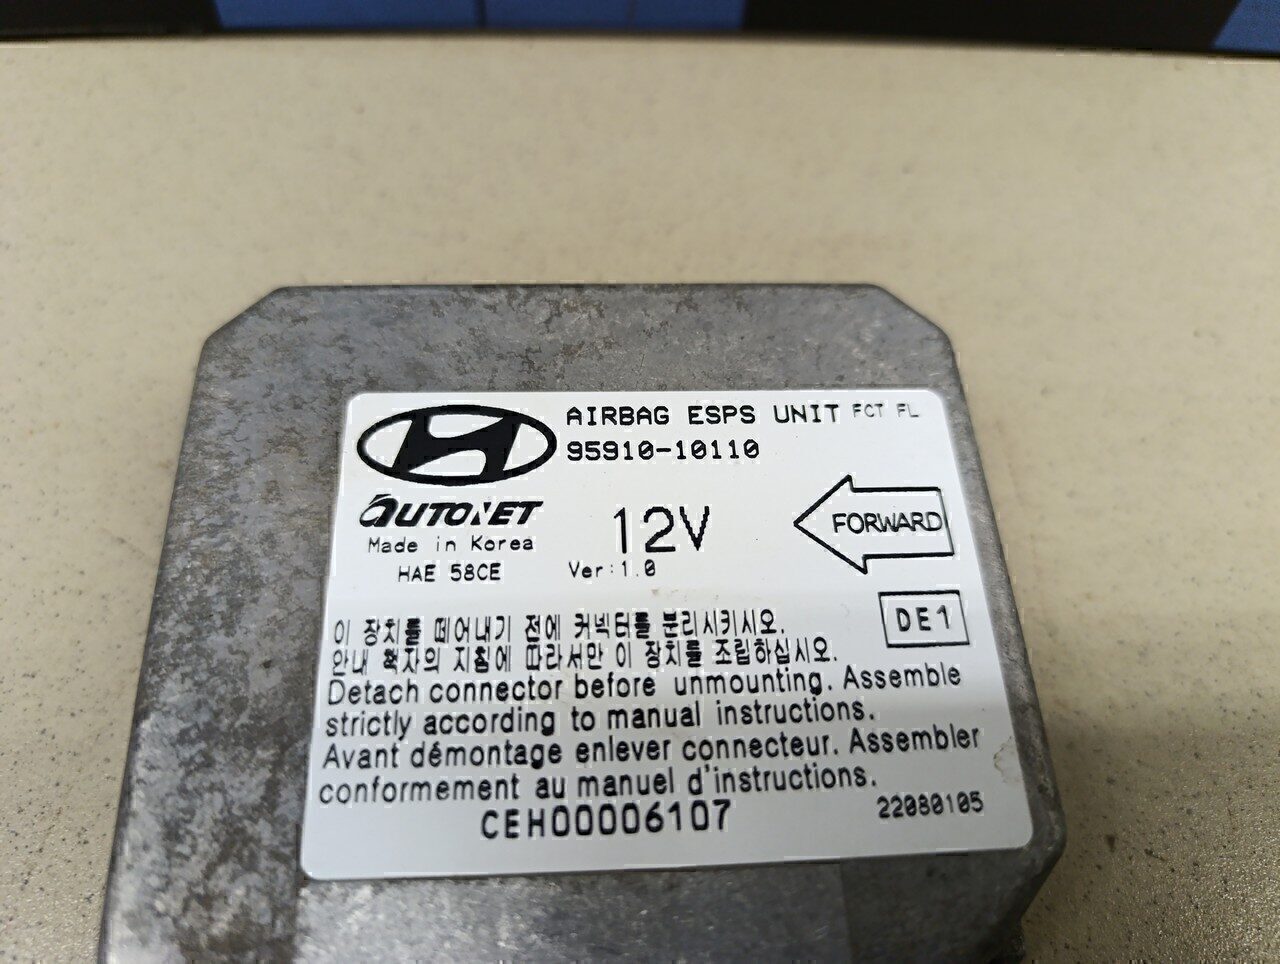 AIRBAG ESPS UNIT FCT FL
95910-10110
AUTONET
Made in Korea
HAE 58CE
12V
Ver:1.0
FORWARD
DE1
이 장치를 떼어내기 전에 커넥터를 분리시키시오.
안내 책자의 지침에 따라서만 이 장치를 조립하십시오.
Detach connector before unmounting. Assemble
strictly according to manual instructions.
Avant démontage enlever connecteur. Assembler
conformement au manuel d'instructions.
CEH00006107
22080105